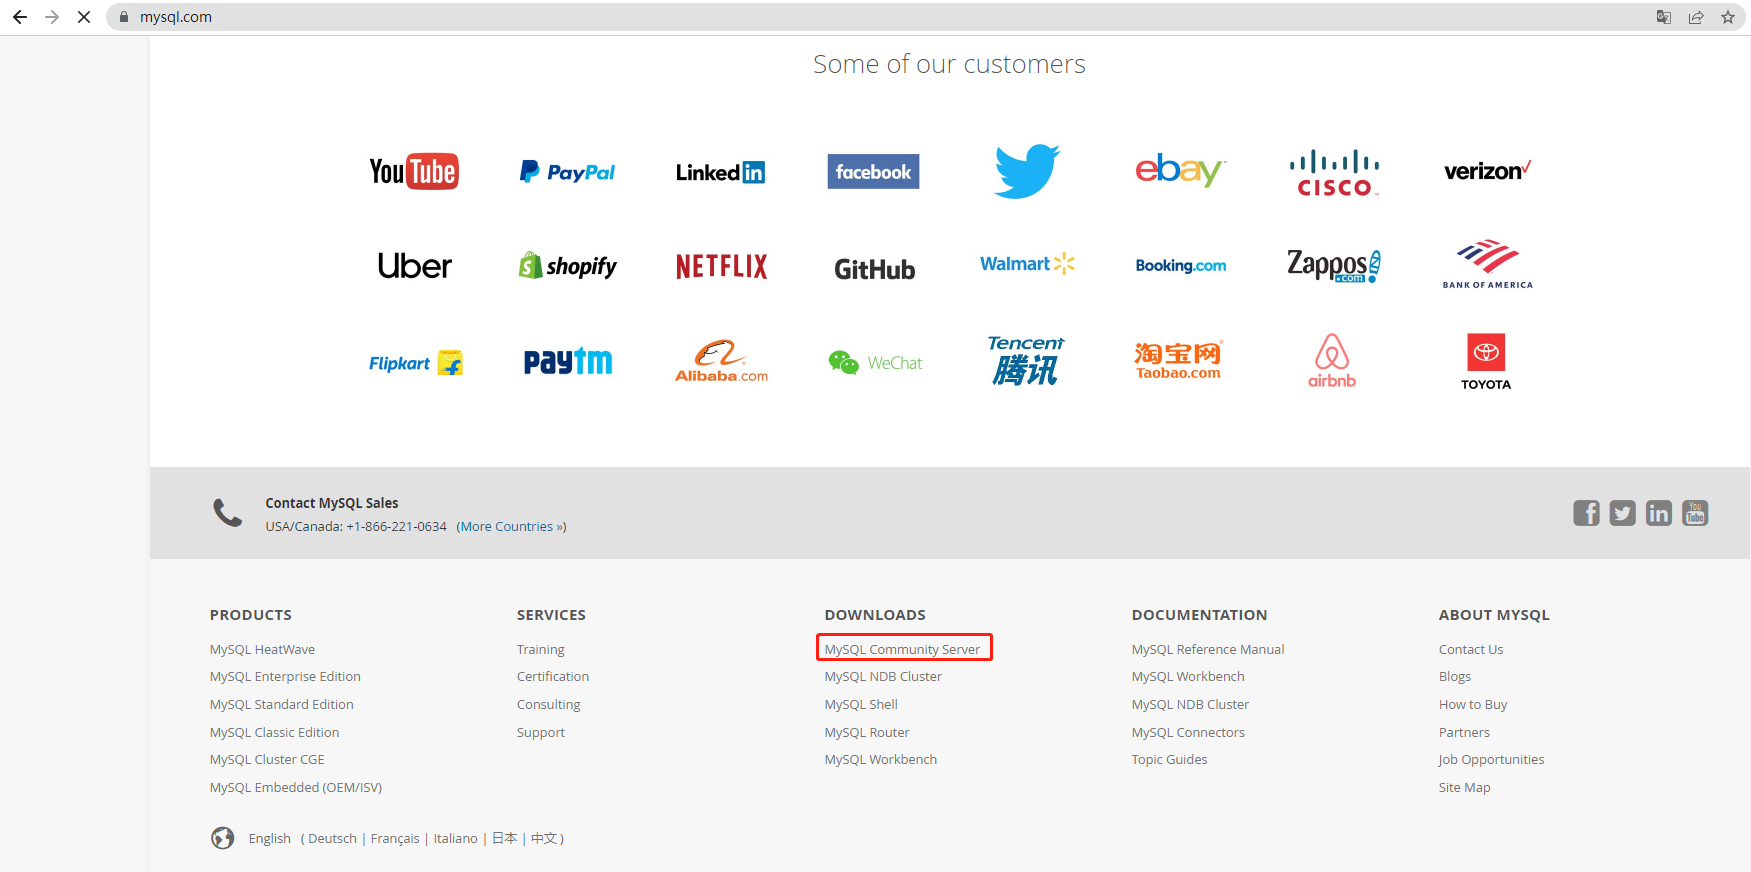 mysql.com
Some of our customers
YouTube PayPal LinkedIn facebook ebay CISCO verizon
Uber shopify NETFLIX GitHub Walmart Booking.com Zappos.com BANK OF AMERICA
Flipkart paytm Alibaba.com WeChat Tencent 腾讯 淘宝网 Taobao.com airbnb TOYOTA
Contact MySQL Sales
USA/Canada: +1-866-221-0634 (More Countries »)
PRODUCTS
MySQL HeatWave
MySQL Enterprise Edition
MySQL Standard Edition
MySQL Classic Edition
MySQL Cluster CGE
MySQL Embedded (OEM/ISV)
SERVICES
Training
Certification
Consulting
Support
DOWNLOADS
MySQL Community Server
MySQL NDB Cluster
MySQL Shell
MySQL Router
MySQL Workbench
DOCUMENTATION
MySQL Reference Manual
MySQL Workbench
MySQL NDB Cluster
MySQL Connectors
Topic Guides
ABOUT MYSQL
Contact Us
Blogs
How to Buy
Partners
Job Opportunities
Site Map
English ( Deutsch | Français | Italiano | 日本 | 中文 )